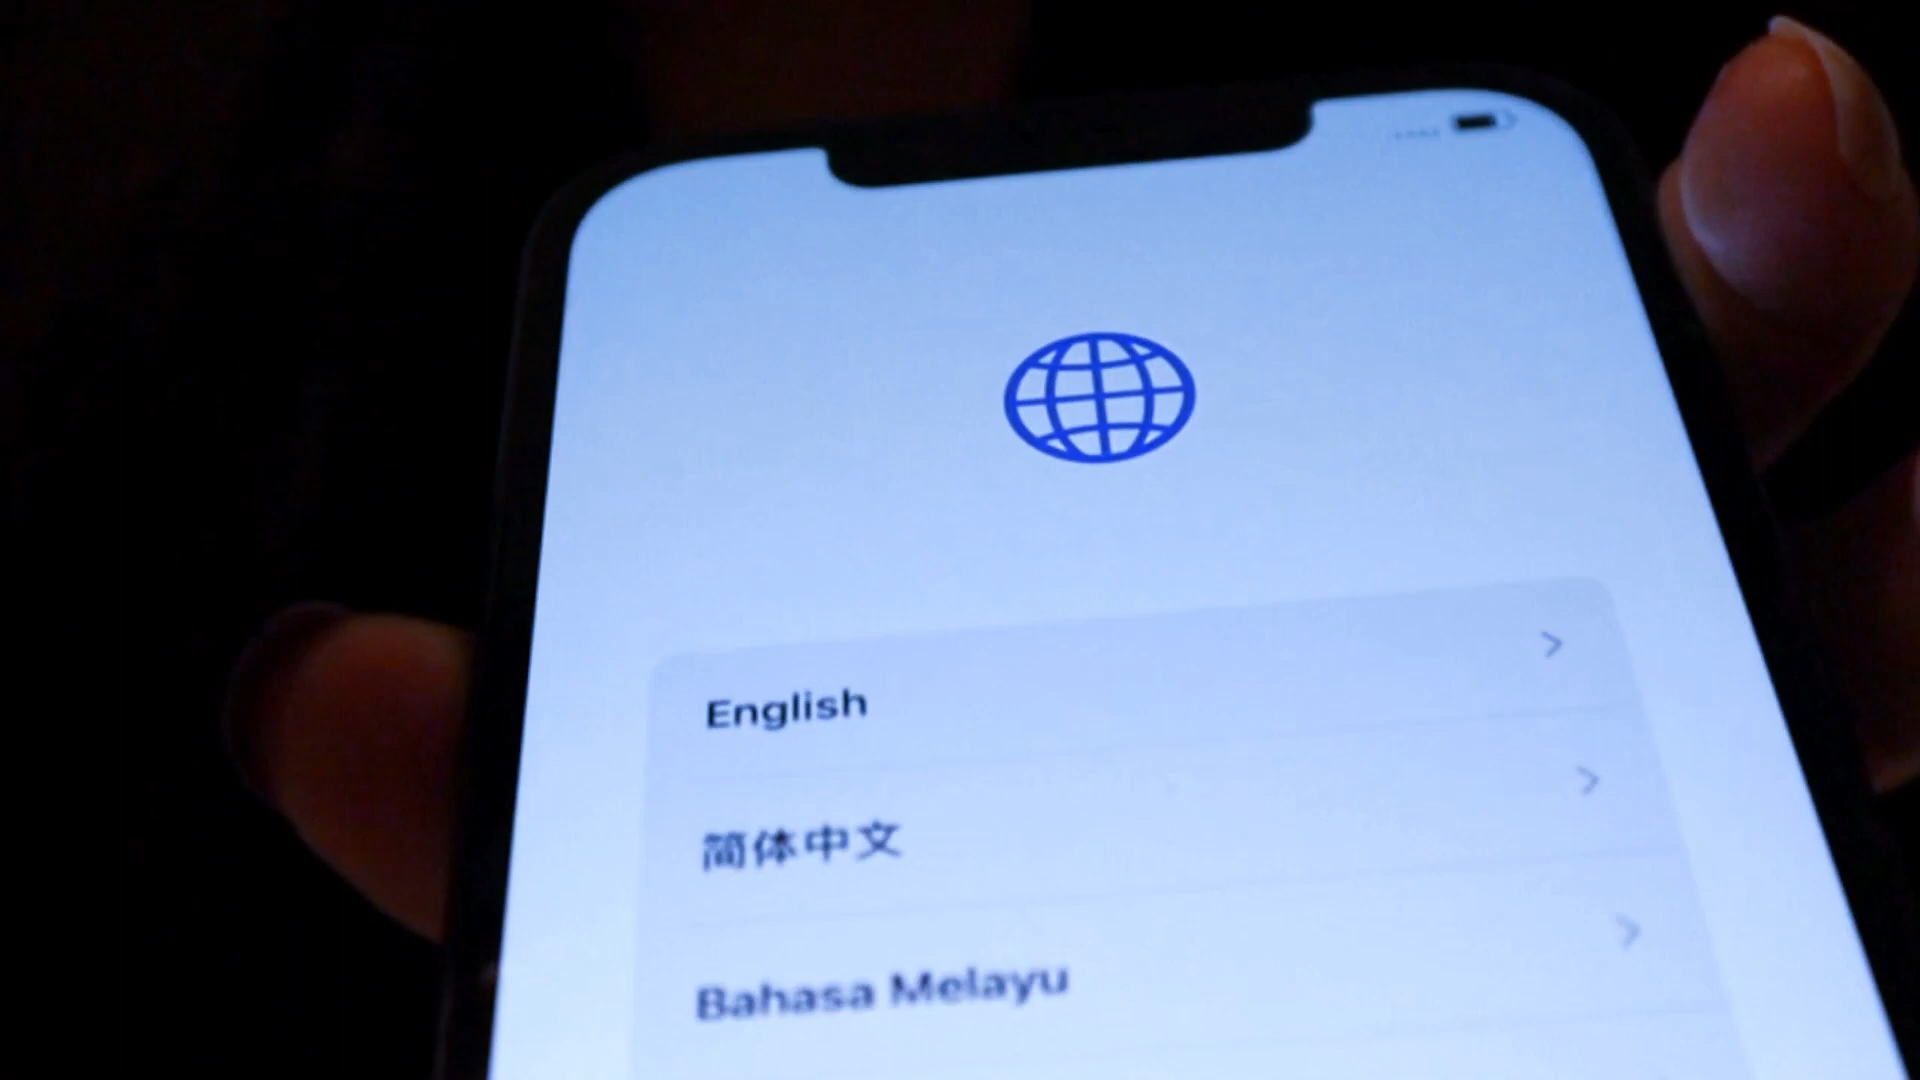 English
简体中文
Bahasa Melayu